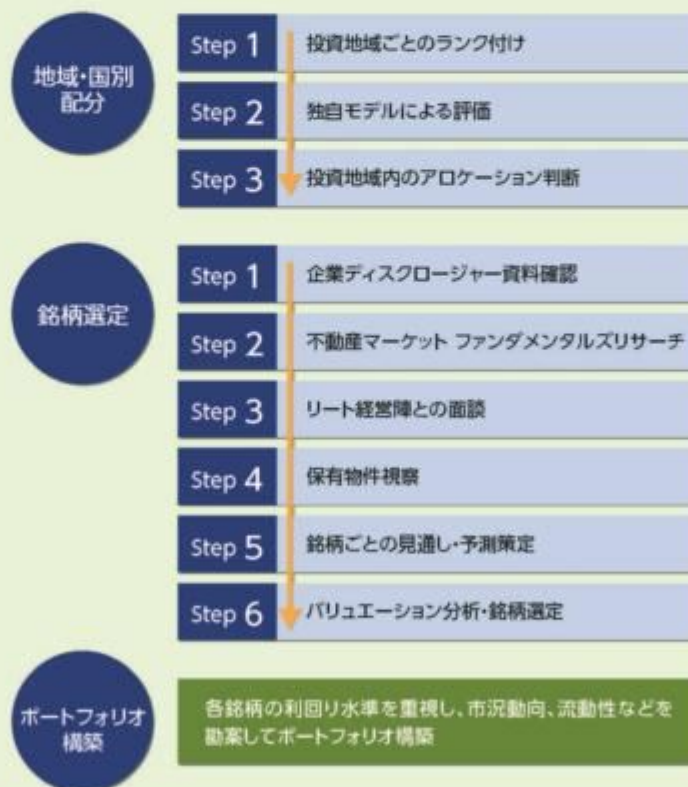 地域・国別
配分
Step 1
投資地域ごとのランク付け
Step 2
独自モデルによる評価
Step 3
投資地域内のアロケーション判断
銘柄選定
Step 1
企業ディスクロージャー資料確認
Step 2
不動産マーケット ファンダメンタルズリサーチ
Step 3
リート経営陣との面談
Step 4
保有物件視察
Step 5
銘柄ごとの見通し・予測策定
Step 6
バリュエーション分析・銘柄選定
ポートフォリオ
構築
各銘柄の利回り水準を重視し、市況動向、流動性などを
勘案してポートフォリオ構築